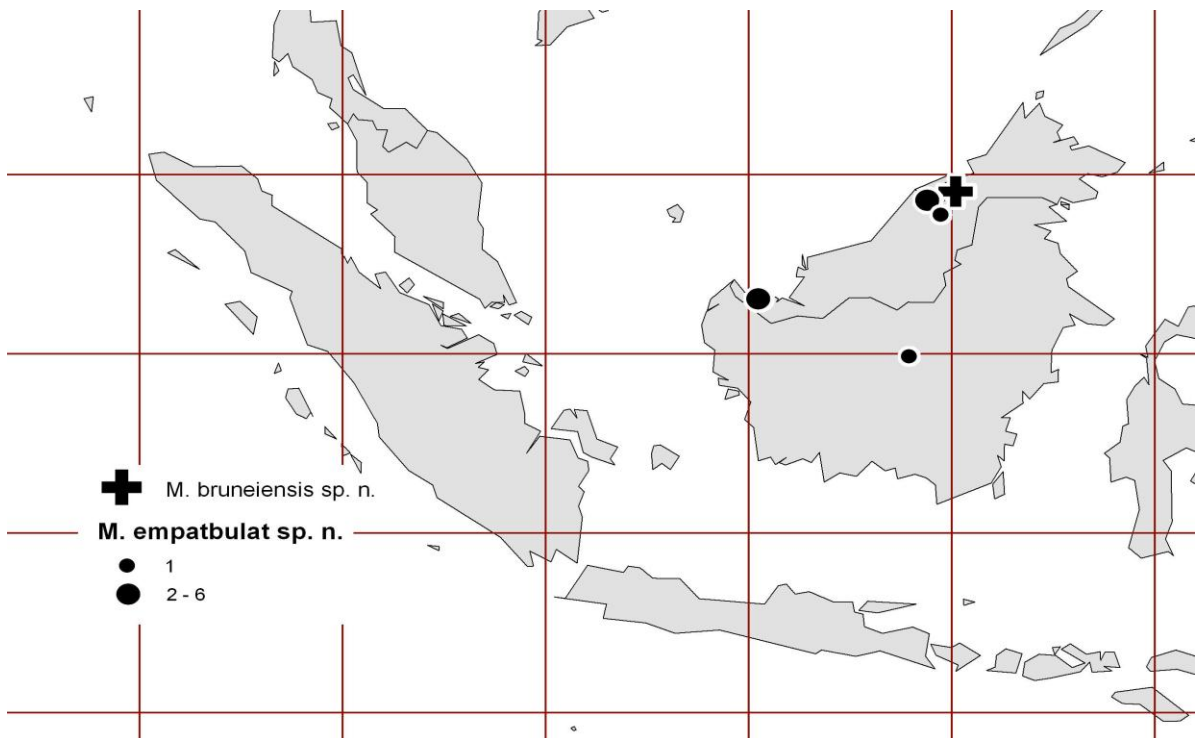 M. bruneiensis sp. n.
M. empatbulat sp. n.
1
2 - 6